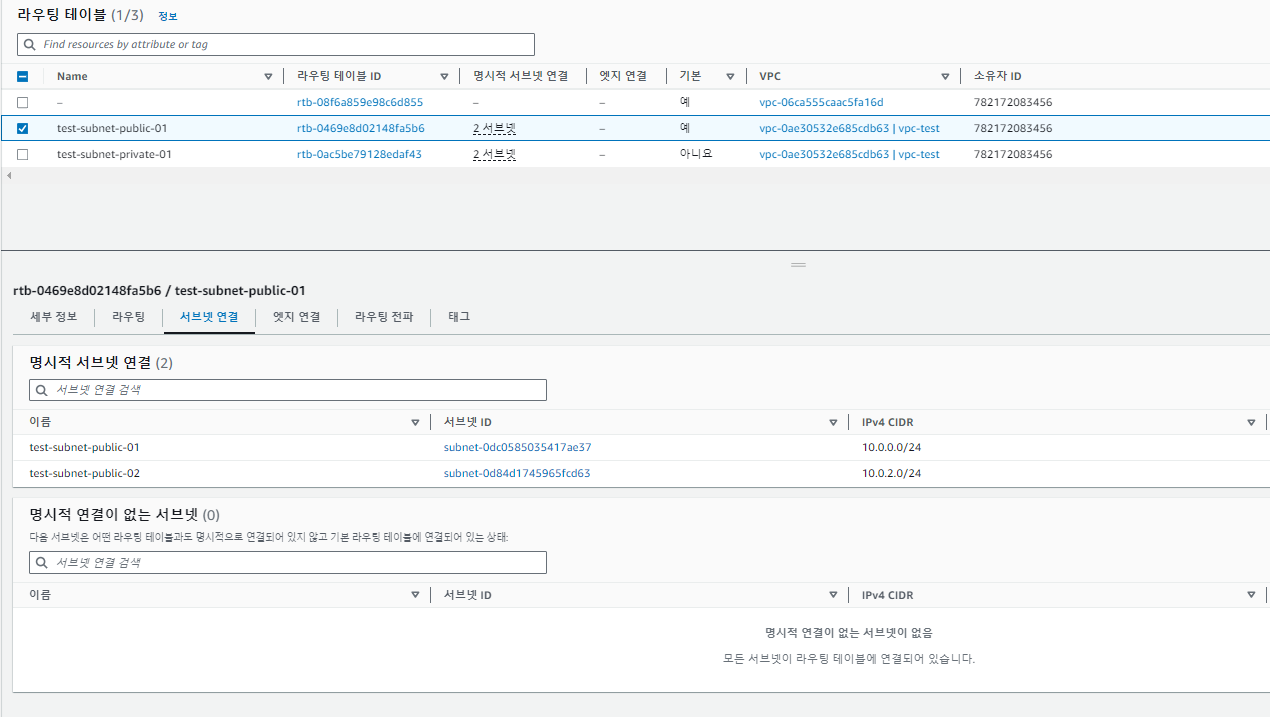 라우팅 테이블 (1/3) 정보
Find resources by attribute or tag
Name 라우팅 테이블 ID 명시적 서브넷 연결 엣지 연결 기본 VPC 소유자 ID
– rtb-08f6a859e98c6d855 – – 예 vpc-06ca555caac5fa16d 782172083456
test-subnet-public-01 rtb-0469e8d02148fa5b6 2 서브넷 – 예 vpc-0ae30532e685cdb63 | vpc-test 782172083456
test-subnet-private-01 rtb-0ac5be79128edaf43 2 서브넷 – 아니요 vpc-0ae30532e685cdb63 | vpc-test 782172083456
rtb-0469e8d02148fa5b6 / test-subnet-public-01
세부 정보 라우팅 서브넷 연결 엣지 연결 라우팅 전파 태그
명시적 서브넷 연결 (2)
서브넷 연결 검색
이름 서브넷 ID IPv4 CIDR
test-subnet-public-01 subnet-0dc0585035417ae37 10.0.0.0/24
test-subnet-public-02 subnet-0d84d1745965fcd63 10.0.2.0/24
명시적 연결이 없는 서브넷 (0)
다음 서브넷은 어떤 라우팅 테이블과도 명시적으로 연결되어 있지 않고 기본 라우팅 테이블에 연결되어 있는 상태:
서브넷 연결 검색
이름 서브넷 ID IPv4 CIDR
명시적 연결이 없는 서브넷이 없음
모든 서브넷이 라우팅 테이블에 연결되어 있습니다.